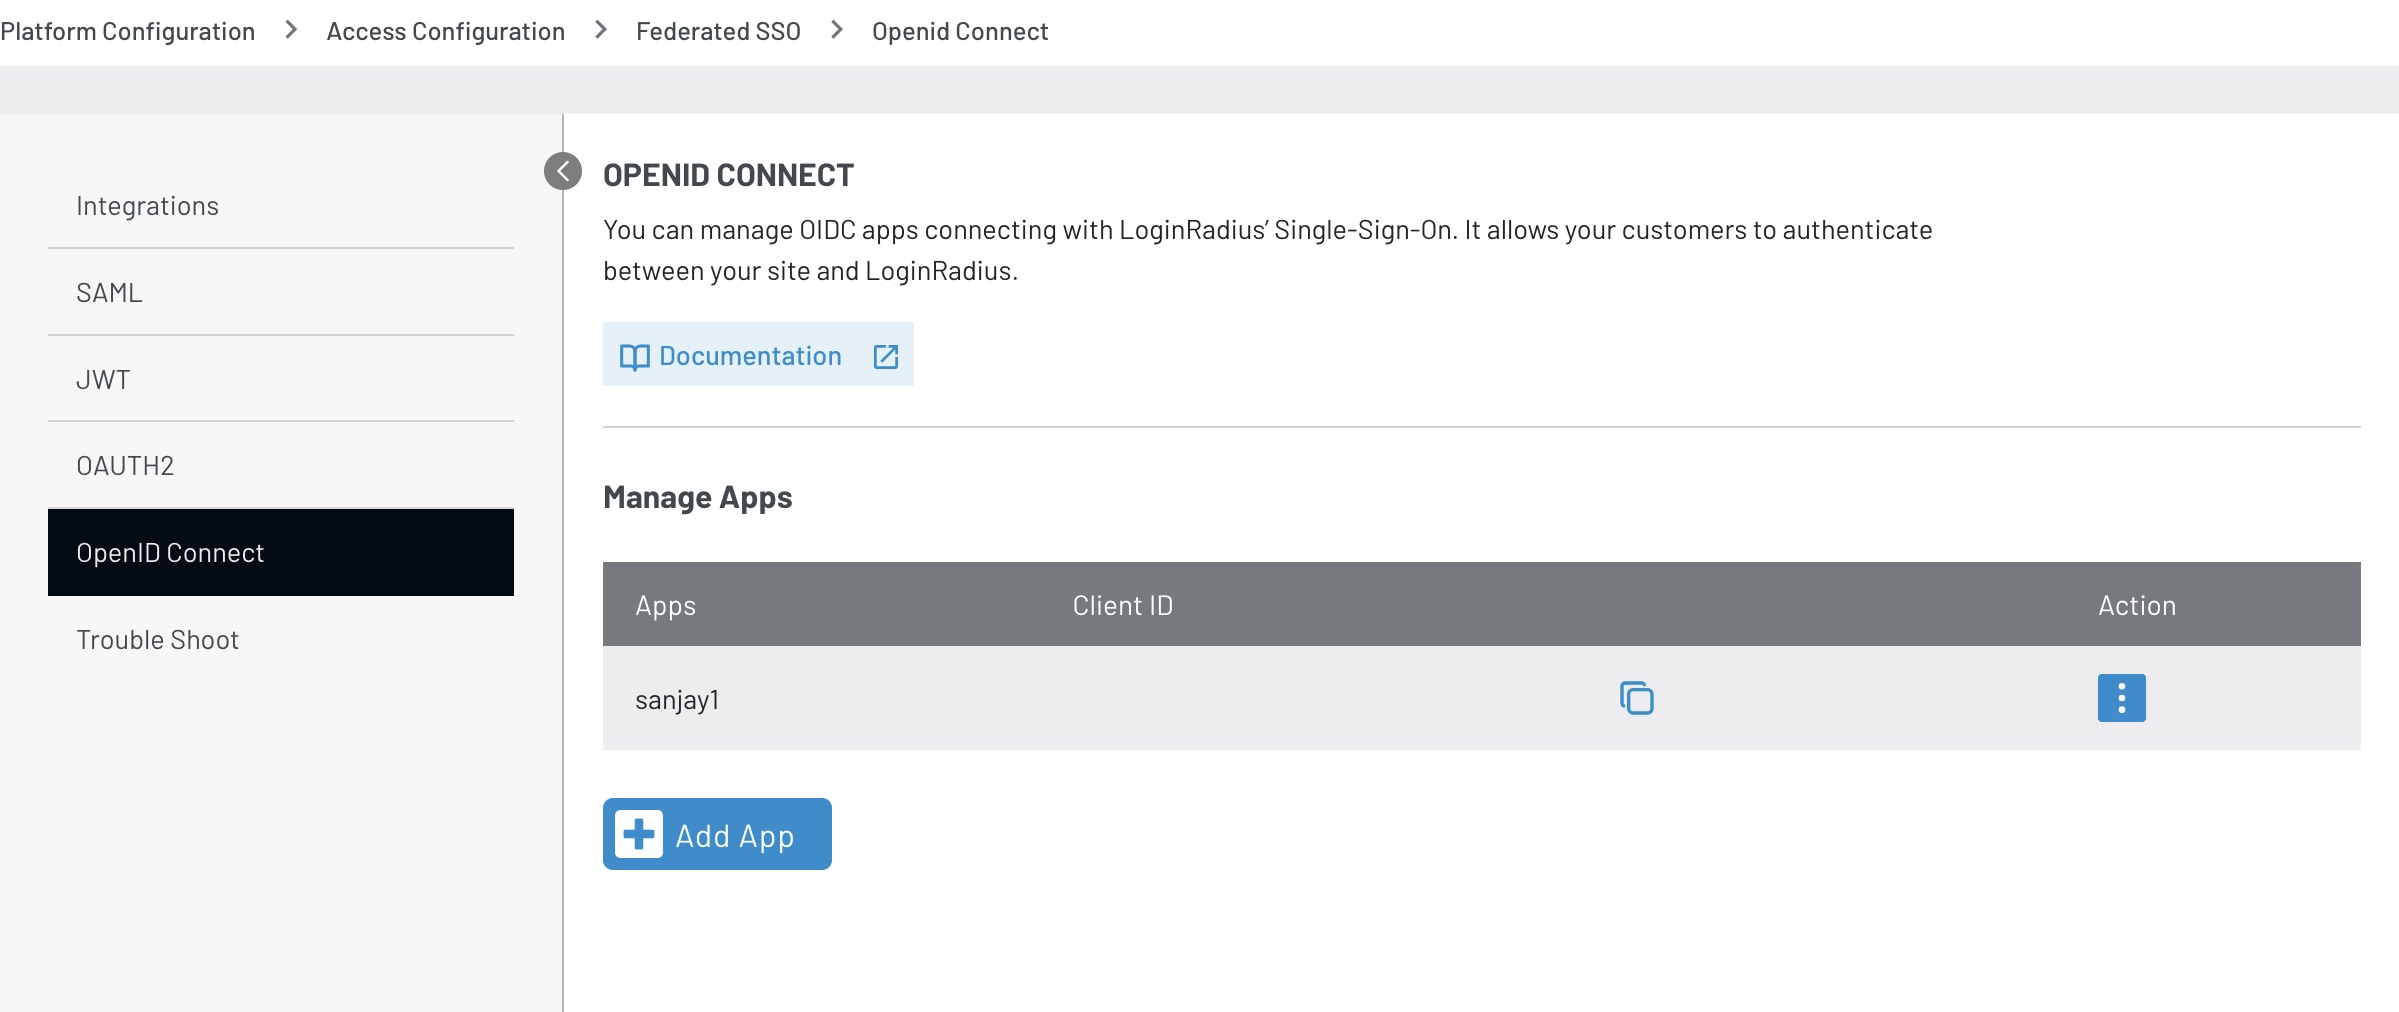 Platform Configuration > Access Configuration > Federated SSO > Openid Connect
Integrations
SAML
JWT
OAUTH2
OpenID Connect
Trouble Shoot
OPENID CONNECT
You can manage OIDC apps connecting with LoginRadius’ Single-Sign-On. It allows your customers to authenticate
between your site and LoginRadius.
Documentation
Manage Apps
Apps Client ID Action
sanjay1
Add App